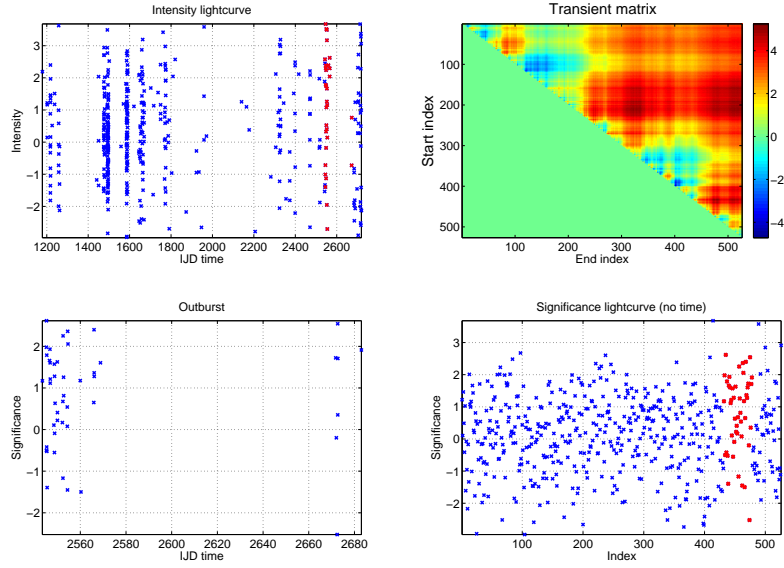 Intensity lightcurve
Intensity
3
2
1
0
−1
−2
1200 1400 1600 1800 2000 2200 2400 2600
IJD time
Transient matrix
Start index
100
200
300
400
500
100 200 300 400 500
End index
4
2
0
−2
−4
Outburst
Significance
2
1
0
−1
−2
2560 2580 2600 2620 2640 2660 2680
IJD time
Significance lightcurve (no time)
Significance
3
2
1
0
−1
−2
100 200 300 400 500
Index